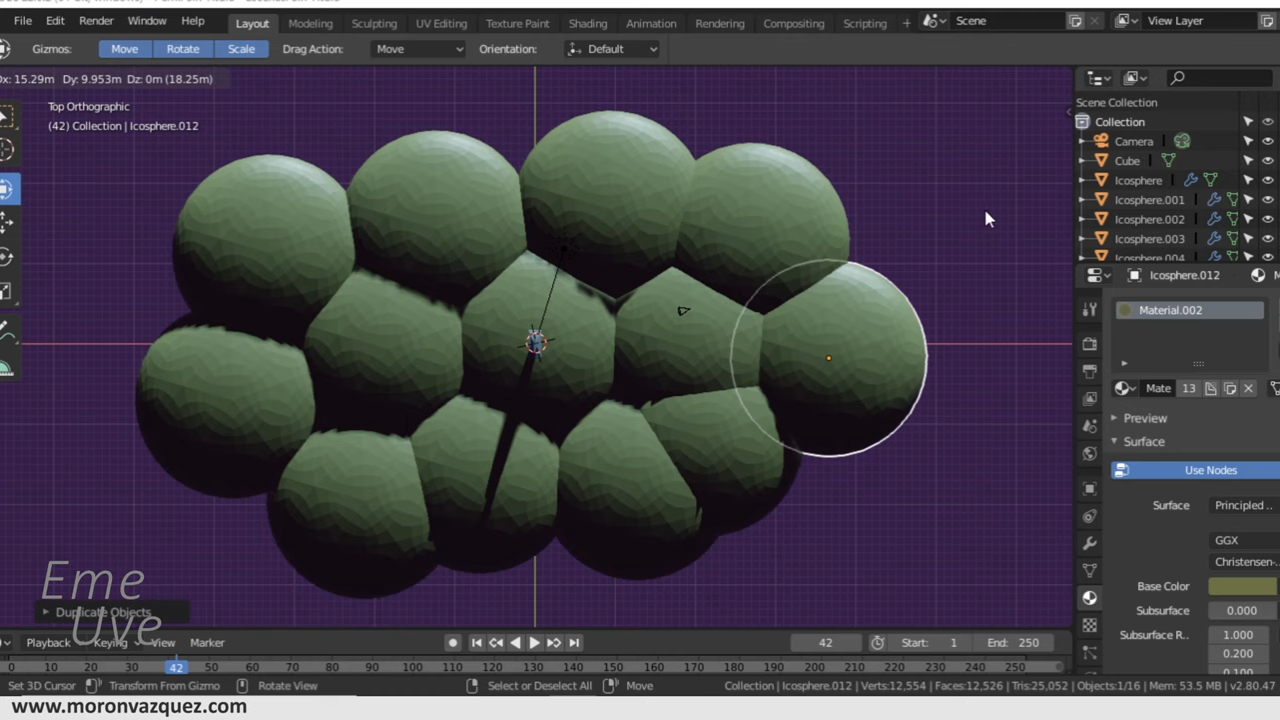 File Edit Render Window Help Layout Modeling Sculpting UV Editing Texture Paint Shading Animation Rendering Compositing Scripting + Scene View Layer
Gizmos: Move Rotate Scale Drag Action: Move Orientation: Default
Dx: 15.29m Dy: 9.953m Dz: 0m (18.25m)
Top Orthographic
(42) Collection | Icosphere.012
Scene Collection
Collection
Camera
Cube
Icosphere
Icosphere.001
Icosphere.002
Icosphere.003
Icosphere.004
Icosphere.012
Material.002
Mate 13
Preview
Surface
Use Nodes
Surface Principled ..
GGX
Christensen-.
Base Color
Subsurface 0.000
Subsurface R.. 1.000
0.200
0.100
Eme
Uve
Duplicate Objects
Playback Keying View Marker 42 Start: 1 End: 250
0 10 20 30 42 50 60 70 80 90 100 110 120 130 140 150 160 170 180 190 200 210 220 230 240 250
Set 3D Cursor Transform From Gizmo Rotate View Select or Deselect All Move Collection | Icosphere.012 | Verts:12,554 | Faces:12,526 | Tris:25,052 | Objects:1/16 | Mem: 53.5 MB | v2.80.47
www.moronvazquez.com